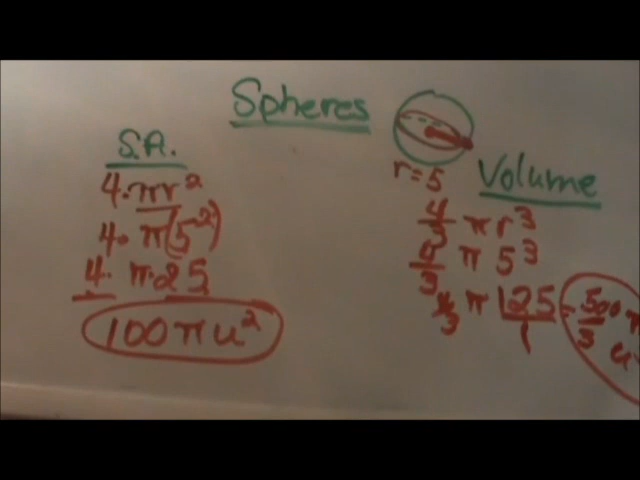 Spheres
S.A.
4·πr²
4· π(5²)
4· π·25
100πu²
r=5
Volume
4/3 πr³
4/3 π 5³
4/3 π 125/1 = 500/3 π